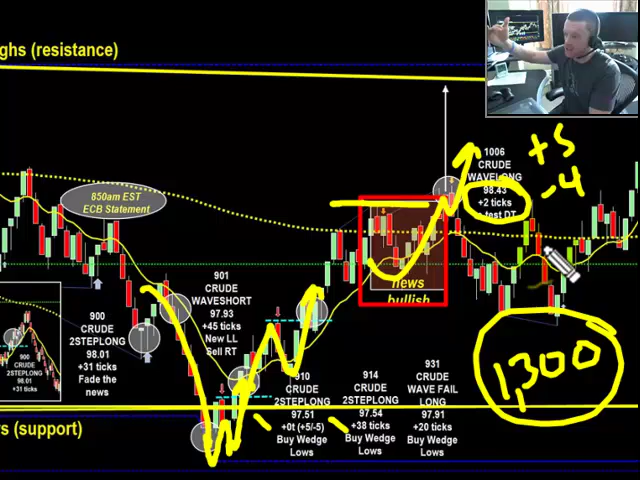 ghs (resistance)
850am EST
ECB Statement
1006
CRUDE
WAVELONG
98.43
+2 ticks
test DT
+5
-4
901
CRUDE
WAVESHORT
97.93
+45 ticks
New LL
Sell RT
news
bullish
900
CRUDE
2STEPLONG
98.01
+31 ticks
Fade the
news
900
CRUDE
2STEPLONG
98.01
+31 ticks
910
CRUDE
2STEPLONG
97.51
+0t (+5/-5)
Buy Wedge
Lows
914
CRUDE
2STEPLONG
97.54
+38 ticks
Buy Wedge
Lows
931
CRUDE
WAVE FAIL
LONG
97.91
+20 ticks
Buy Wedge
Lows
1,300
rs (support)